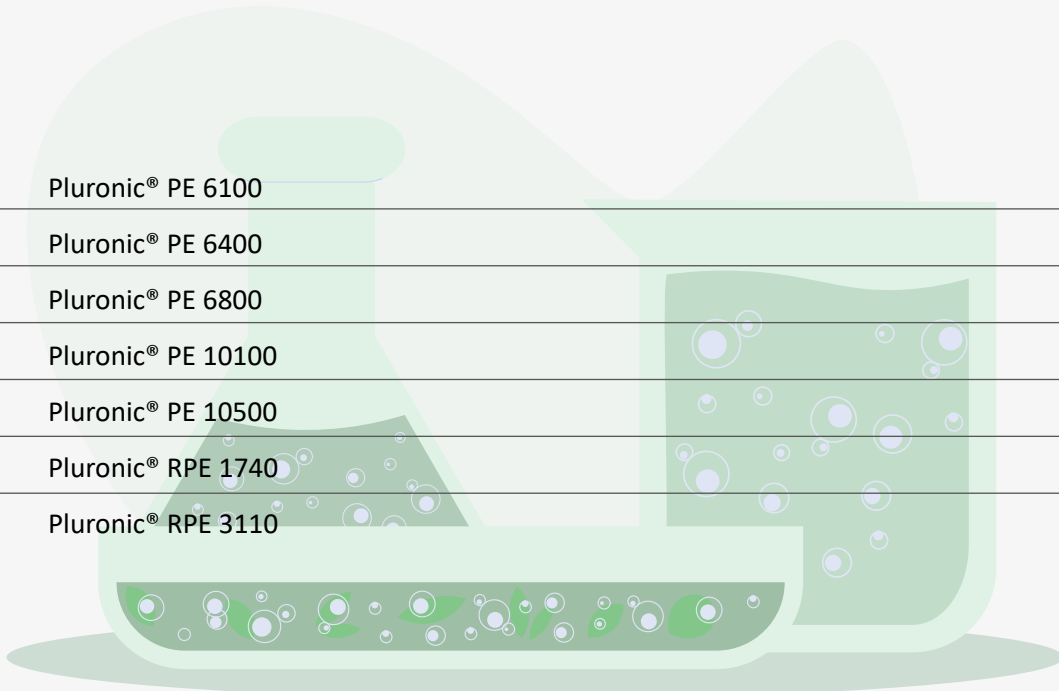 Pluronic® PE 6100
Pluronic® PE 6400
Pluronic® PE 6800
Pluronic® PE 10100
Pluronic® PE 10500
Pluronic® RPE 1740
Pluronic® RPE 3110